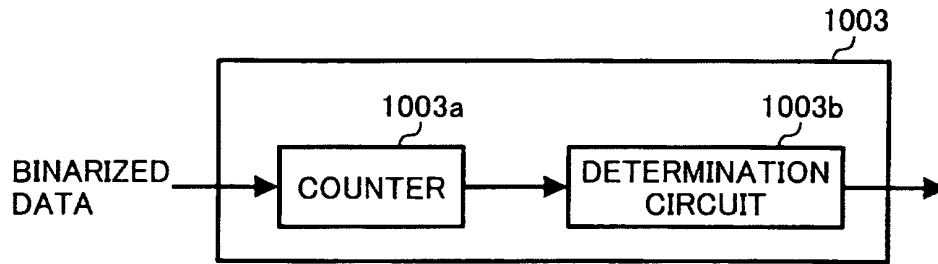 1003
1003a
1003b
BINARIZED
DATA
COUNTER
DETERMINATION
CIRCUIT